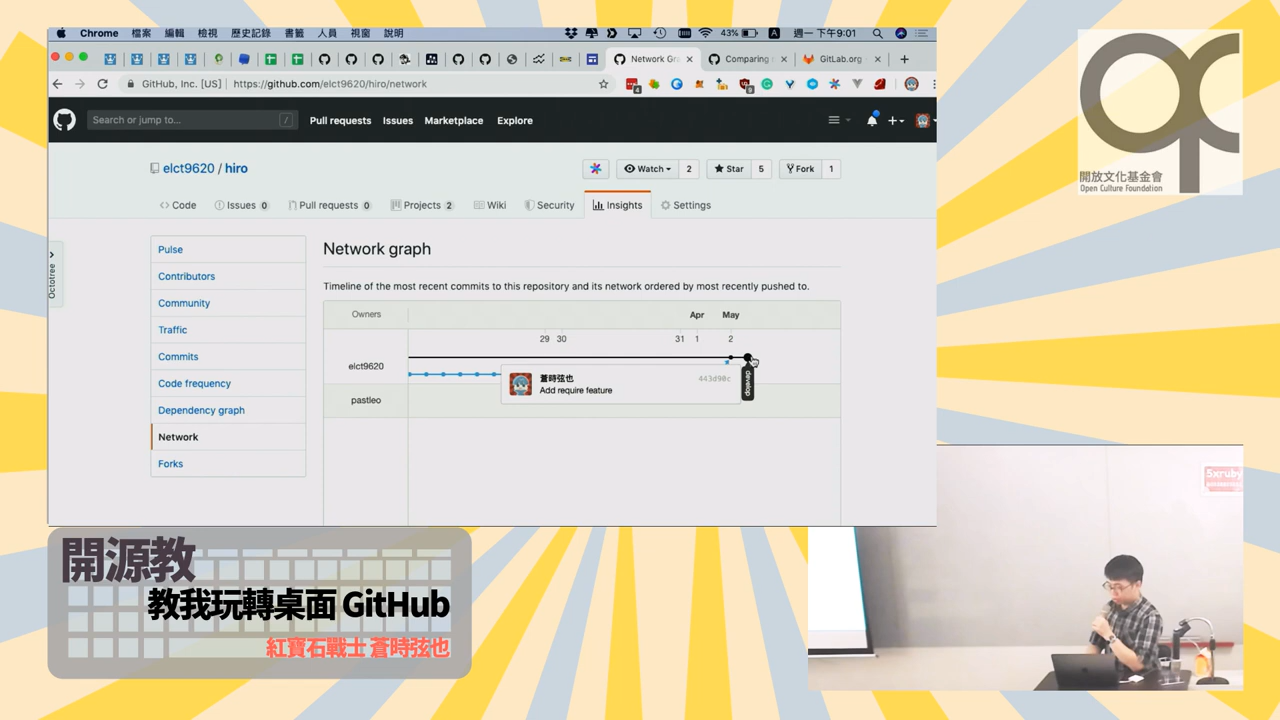 Chrome 檔案 編輯 檢視 歷史記錄 書籤 人員 視窗 說明 43% A 週一 下午9:01
Network Gra Comparing GitLab.org
GitHub, Inc. [US] https://github.com/elct9620/hiro/network
Search or jump to... / Pull requests Issues Marketplace Explore
elct9620 / hiro Watch 2 Star 5 Fork 1
Code Issues 0 Pull requests 0 Projects 2 Wiki Security Insights Settings
Octotree
Pulse
Contributors
Community
Traffic
Commits
Code frequency
Dependency graph
Network
Forks
Network graph
Timeline of the most recent commits to this repository and its network ordered by most recently pushed to.
Owners Apr May
29 30 31 1 2
elct9620
蒼時弦也 443d90c
Add require feature
develop
pastleo
開放文化基金會
Open Culture Foundation
5xruby
開源教
教我玩轉桌面 GitHub
紅寶石戰士 蒼時弦也